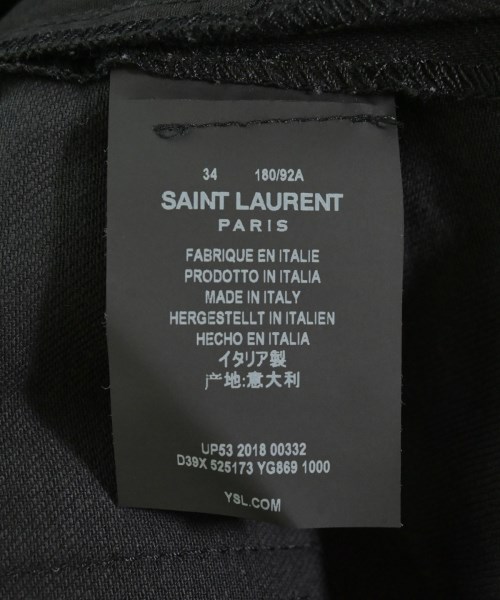 34 180/92A
SAINT LAURENT
PARIS
FABRIQUE EN ITALIE
PRODOTTO IN ITALIA
MADE IN ITALY
HERGESTELLT IN ITALIEN
HECHO EN ITALIA
イタリア製
产地:意大利
UP53 2018 00332
D39X 525173 YG869 1000
YSL.COM